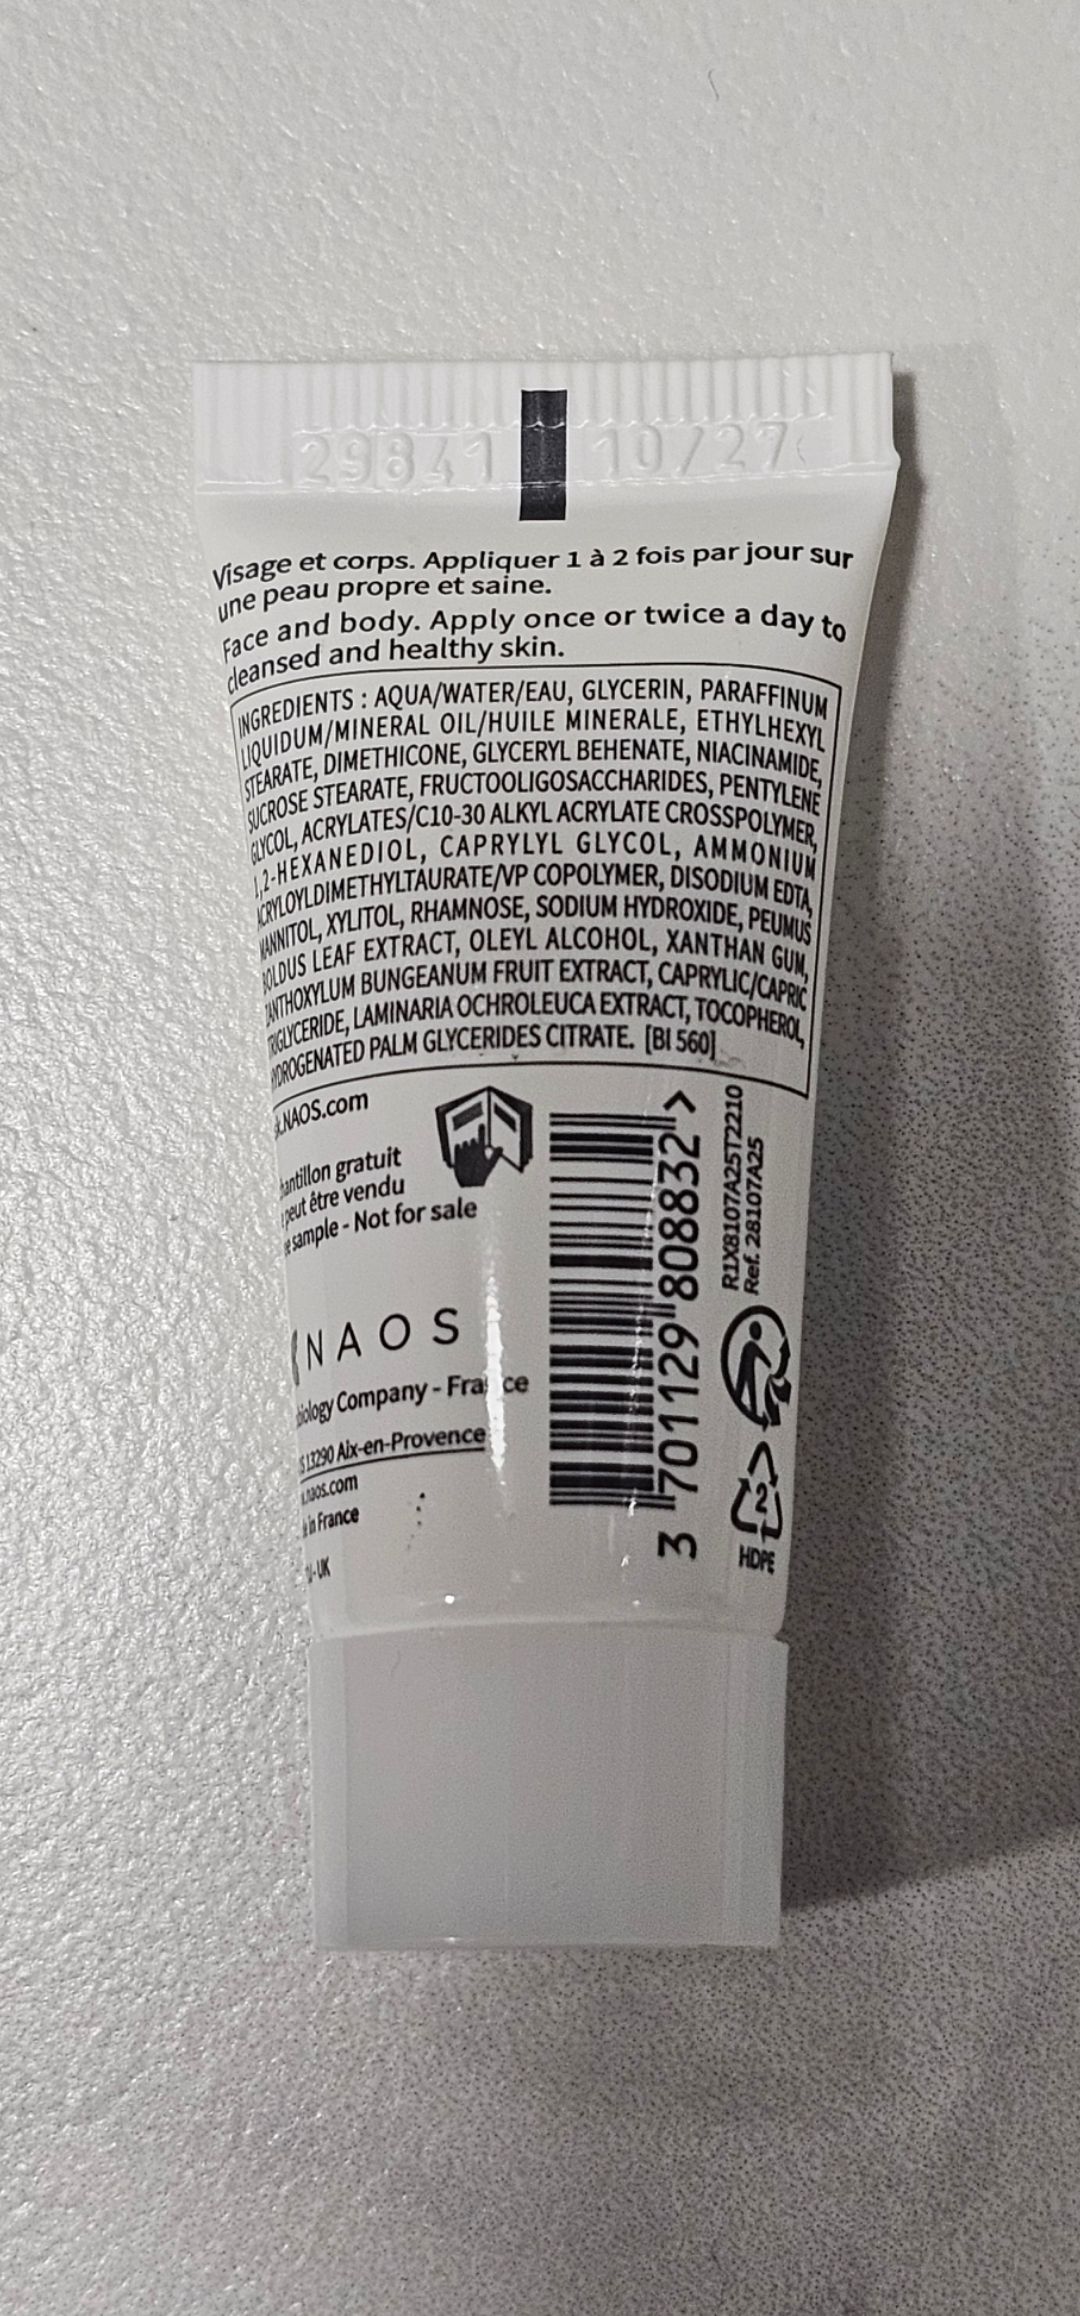 29841 10/27
Visage et corps. Appliquer 1 à 2 fois par jour sur
une peau propre et saine.
Face and body. Apply once or twice a day to
cleansed and healthy skin.
INGREDIENTS : AQUA/WATER/EAU, GLYCERIN, PARAFFINUM
LIQUIDUM/MINERAL OIL/HUILE MINERALE, ETHYLHEXYL
STEARATE, DIMETHICONE, GLYCERYL BEHENATE, NIACINAMIDE,
SUCROSE STEARATE, FRUCTOOLIGOSACCHARIDES, PENTYLENE
GLYCOL, ACRYLATES/C10-30 ALKYL ACRYLATE CROSSPOLYMER,
1,2-HEXANEDIOL, CAPRYLYL GLYCOL, AMMONIUM
ACRYLOYLDIMETHYLTAURATE/VP COPOLYMER, DISODIUM EDTA,
MANNITOL, XYLITOL, RHAMNOSE, SODIUM HYDROXIDE, PEUMUS
BOLDUS LEAF EXTRACT, OLEYL ALCOHOL, XANTHAN GUM,
ZANTHOXYLUM BUNGEANUM FRUIT EXTRACT, CAPRYLIC/CAPRIC
TRIGLYCERIDE, LAMINARIA OCHROLEUCA EXTRACT, TOCOPHEROL,
HYDROGENATED PALM GLYCERIDES CITRATE. [BI 560]
.NAOS.com
antillon gratuit
peut être vendu
sample - Not for sale
NAOS
biology Company - France
13290 Aix-en-Provence
naos.com
in France
-UK
3 701129 808832 >
R1X8107A25T2210
Ref. 28107A25
2
HDPE